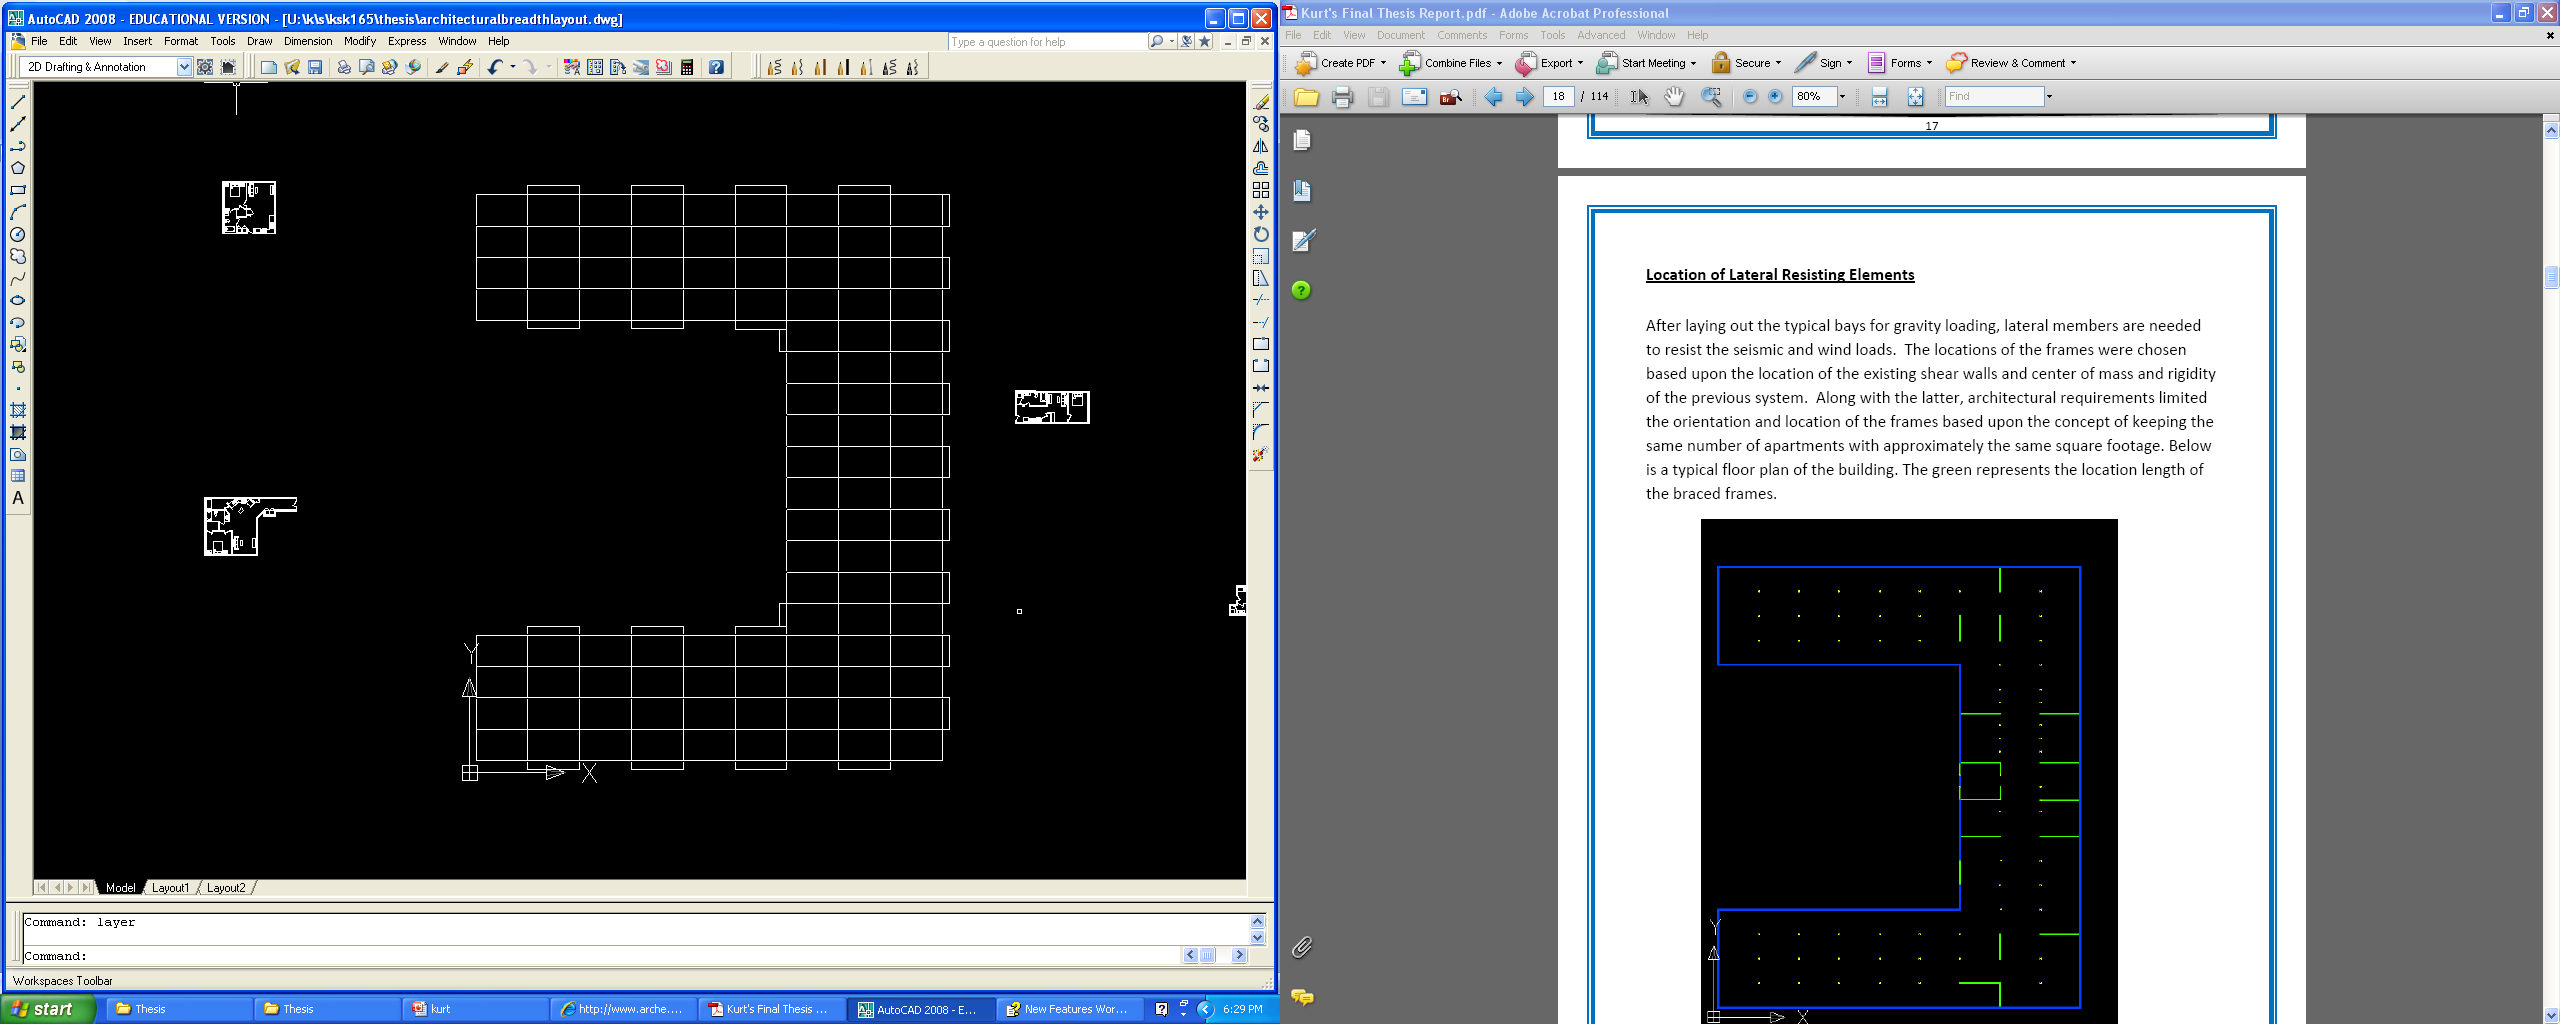 AutoCAD 2008 - EDUCATIONAL VERSION - [U:\k\s\ksk165\thesis\architecturalbreadthlayout.dwg]
File Edit View Insert Format Tools Draw Dimension Modify Express Window Help
Type a question for help
2D Drafting & Annotation
A
Y
X
Model Layout1 Layout2
Command: layer
Command:
Workspaces Toolbar
start
Thesis
Thesis
kurt
http://www.arche....
Kurt's Final Thesis ...
AutoCAD 2008 - E...
New Features Wor...
6:29 PM
Kurt's Final Thesis Report.pdf - Adobe Acrobat Professional
File Edit View Document Comments Forms Tools Advanced Window Help
Create PDF Combine Files Export Start Meeting Secure Sign Forms Review & Comment
Br 18 / 114 80% Find
17
Location of Lateral Resisting Elements
After laying out the typical bays for gravity loading, lateral members are needed
to resist the seismic and wind loads. The locations of the frames were chosen
based upon the location of the existing shear walls and center of mass and rigidity
of the previous system. Along with the latter, architectural requirements limited
the orientation and location of the frames based upon the concept of keeping the
same number of apartments with approximately the same square footage. Below
is a typical floor plan of the building. The green represents the location length of
the braced frames.
Y
X